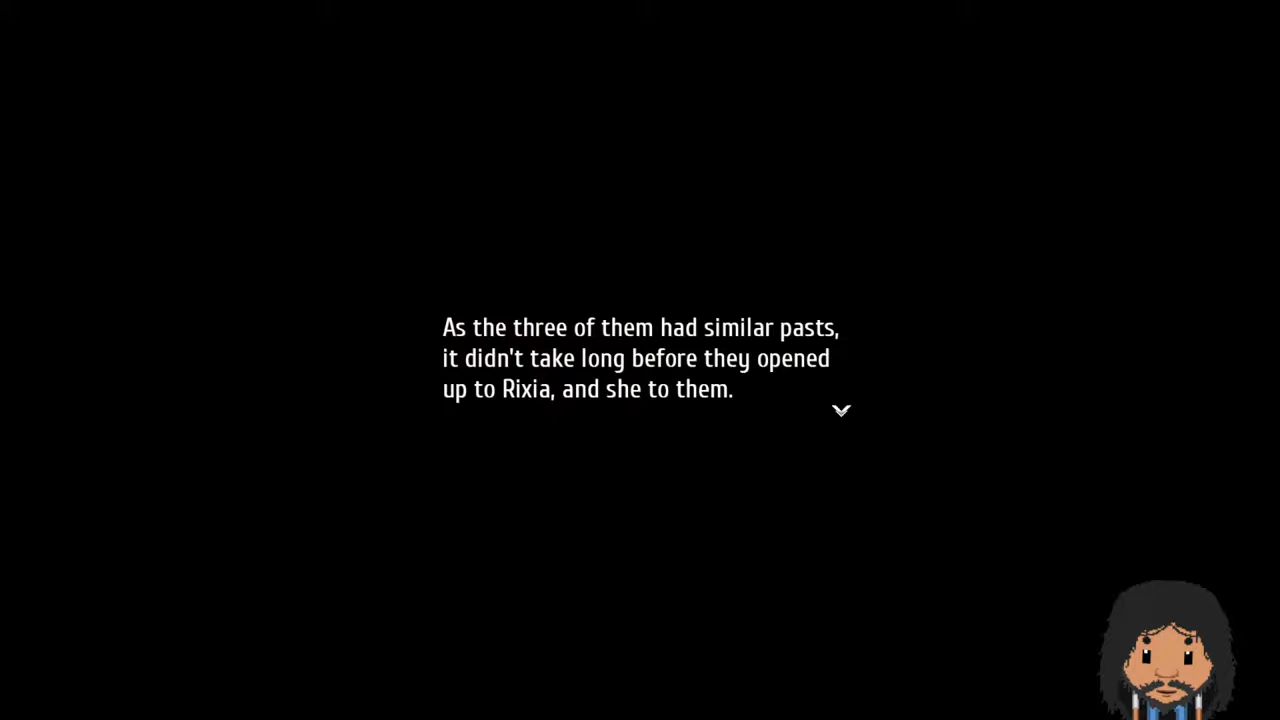 As the three of them had similar pasts,
it didn't take long before they opened
up to Rixia, and she to them.